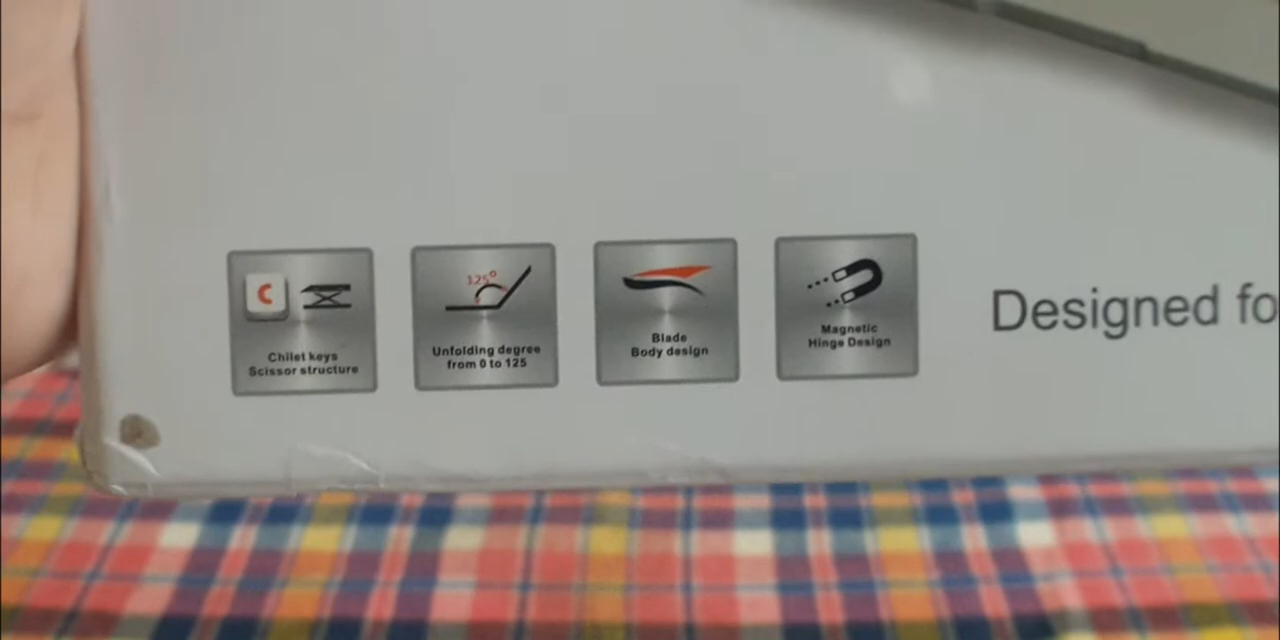 C
Chilet keys
Scissor structure
125°
Unfolding degree
from 0 to 125
Blade
Body design
Magnetic
Hinge Design
Designed fo